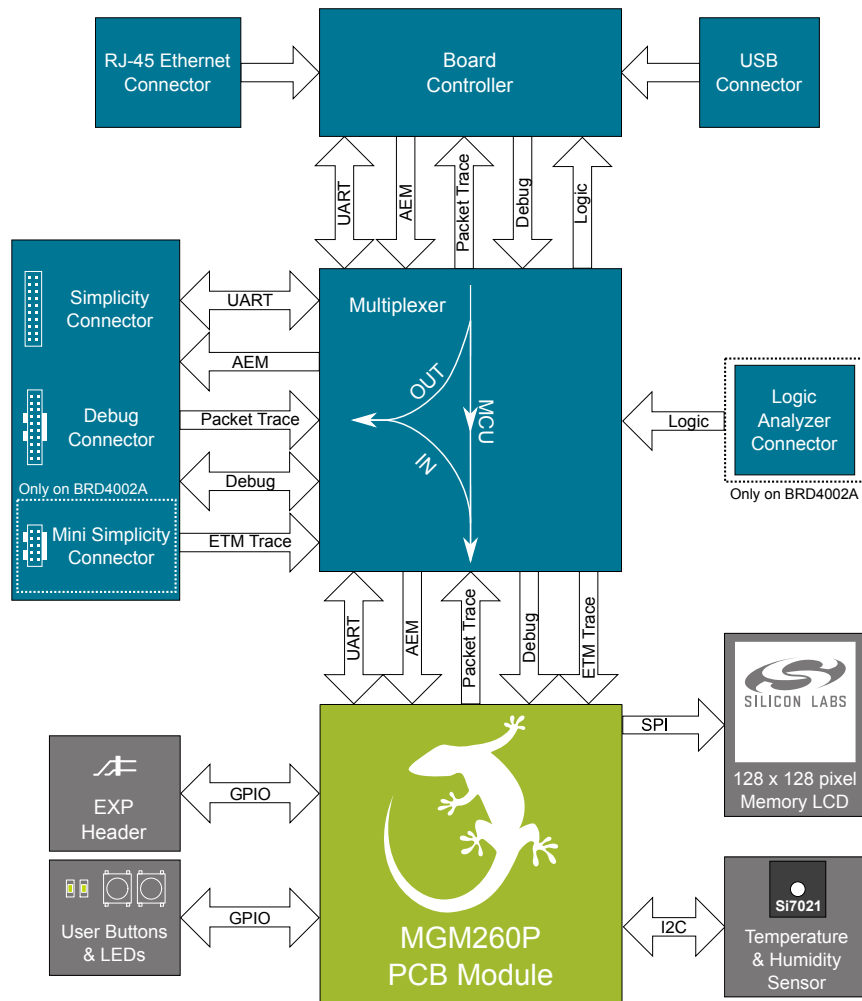 RJ-45 Ethernet
Connector
Board
Controller
USB
Connector
UART
AEM
Packet Trace
Debug
Logic
Simplicity
Connector
Debug
Connector
Only on BRD4002A
Mini Simplicity
Connector
UART
AEM
Packet Trace
Debug
ETM Trace
Multiplexer
OUT
MCU
IN
Logic
Logic
Analyzer
Connector
Only on BRD4002A
UART
AEM
Packet Trace
Debug
ETM Trace
EXP
Header
GPIO
User Buttons
& LEDs
GPIO
MGM260P
PCB Module
SPI
SILICON LABS
128 x 128 pixel
Memory LCD
I2C
Si7021
Temperature
& Humidity
Sensor